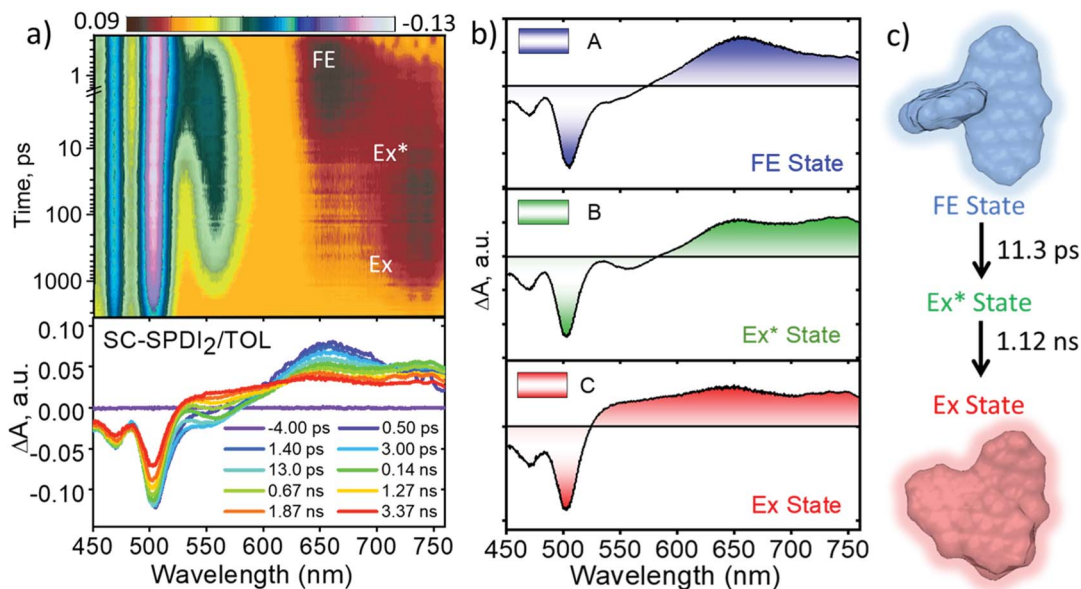 a)
0.09
-0.13
FE
Ex*
Ex
1
10
100
1000
Time, ps
SC-SPDI₂/TOL
0.10
0.05
0.00
-0.05
-0.10
ΔA, a.u.
-4.00 ps
0.50 ps
1.40 ps
3.00 ps
13.0 ps
0.14 ns
0.67 ns
1.27 ns
1.87 ns
3.37 ns
450 500 550 600 650 700 750
Wavelength (nm)
b)
A
FE State
B
Ex* State
C
Ex State
ΔA, a.u.
450 500 550 600 650 700 750
Wavelength (nm)
c)
FE State
11.3 ps
Ex* State
1.12 ns
Ex State